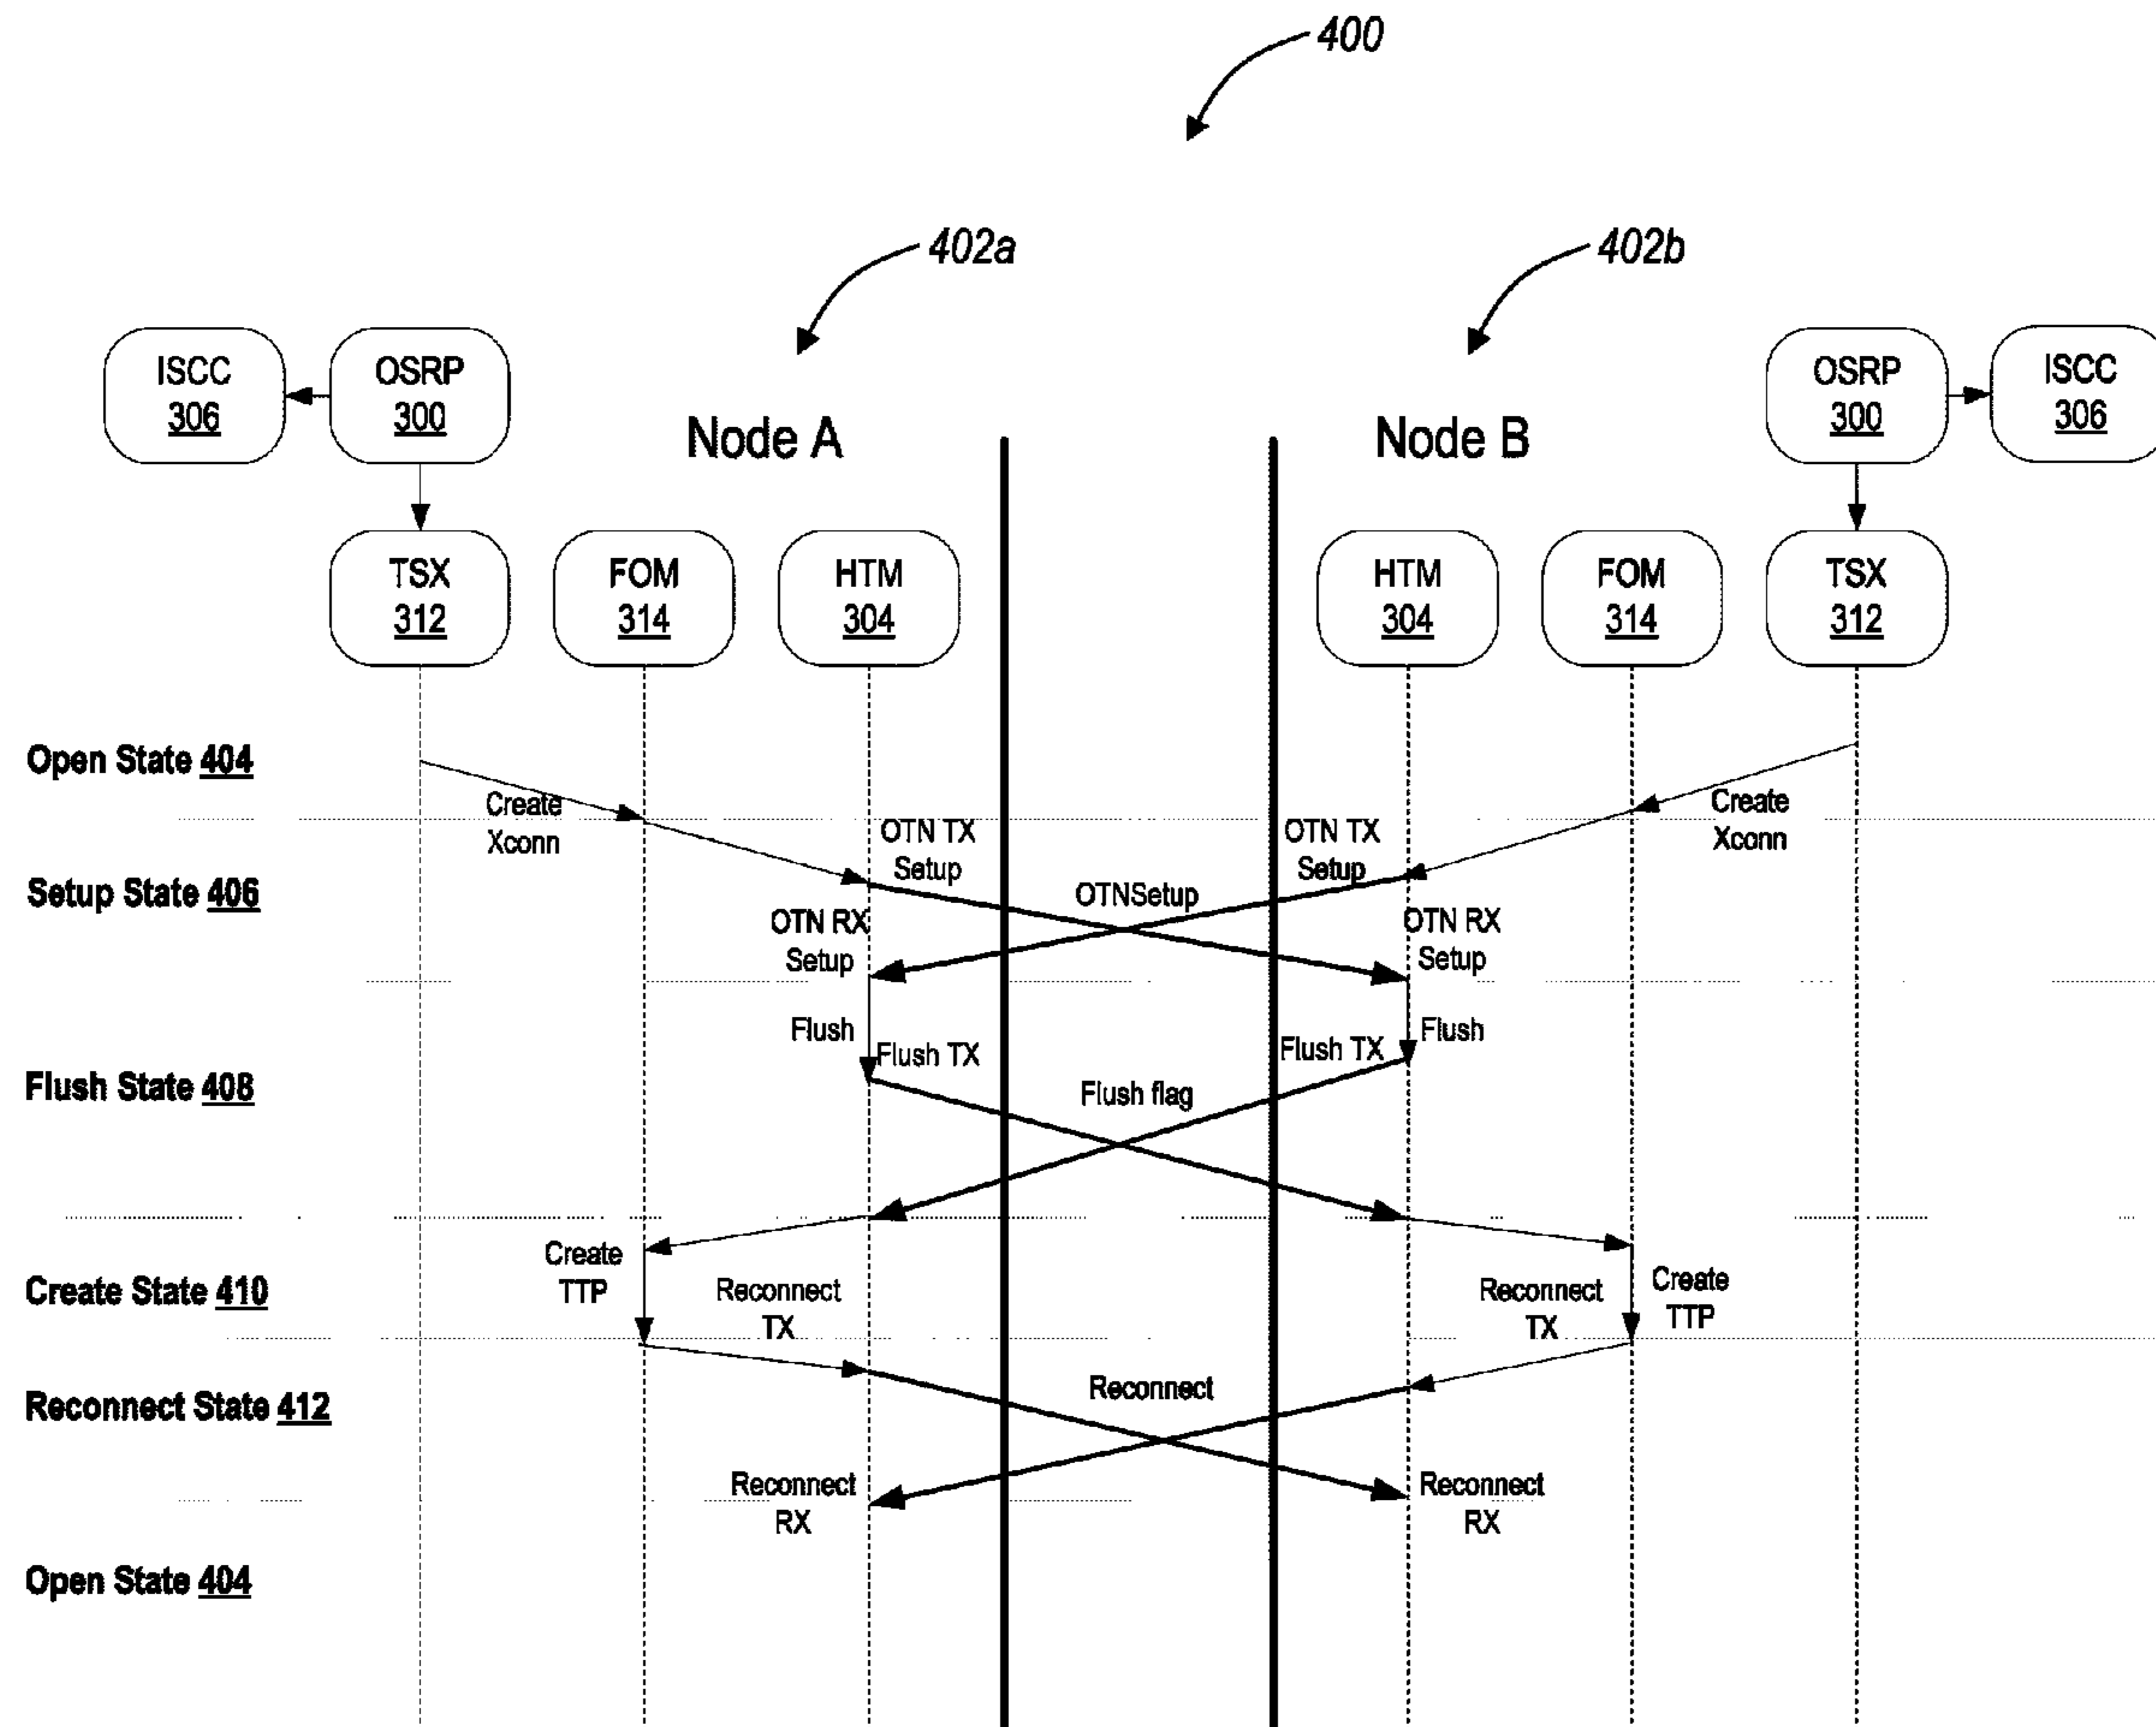 400
402a
402b
ISCC
306
OSRP
300
OSRP
300
ISCC
306
Node A
Node B
TSX
312
FOM
314
HTM
304
HTM
304
FOM
314
TSX
312
Open State 404
Create
Xconn
Create
Xconn
OTN TX
Setup
OTN TX
Setup
Setup State 406
OTNSetup
OTN RX
Setup
OTN RX
Setup
Flush
Flush
Flush TX
Flush TX
Flush State 408
Flush flag
Create
TTP
Create
TTP
Create State 410
Reconnect
TX
Reconnect
TX
Reconnect State 412
Reconnect
Reconnect
RX
Reconnect
RX
Open State 404